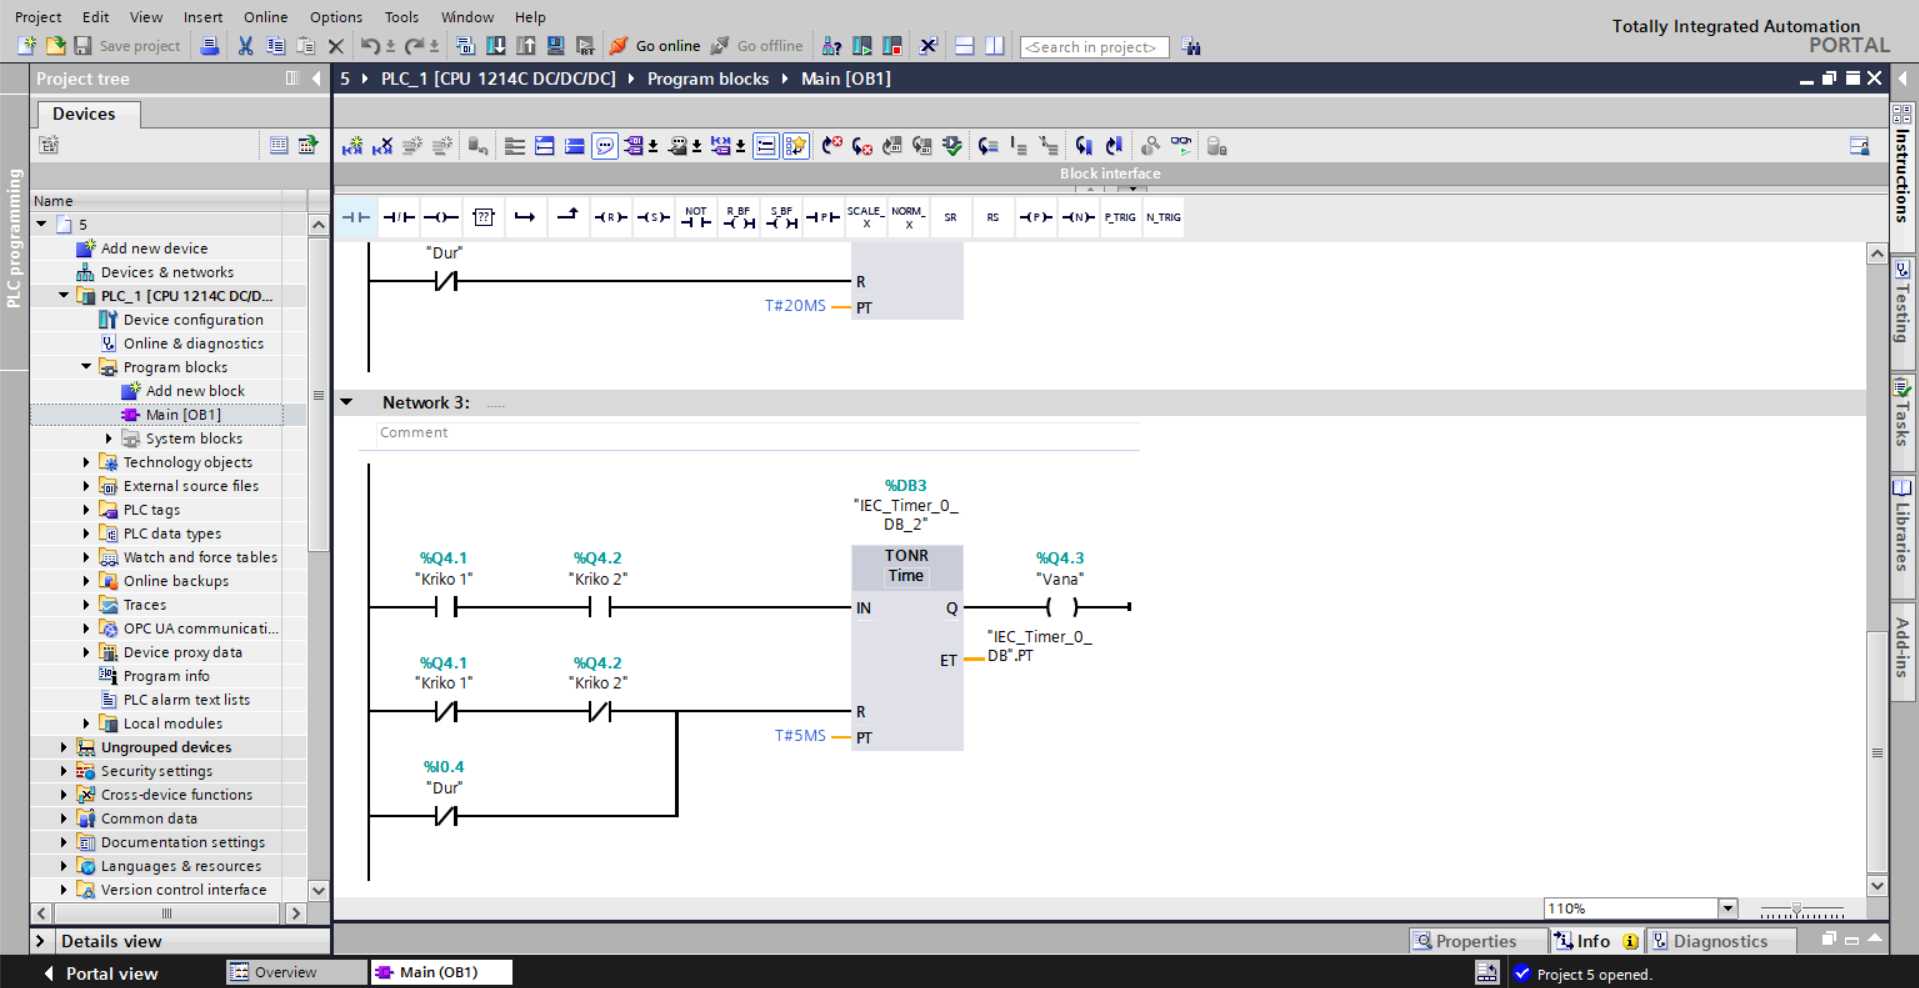 Project Edit View Insert Online Options Tools Window Help
Totally Integrated Automation
PORTAL
Save project
Go online
Go offline
<Search in project>
Project tree
5 PLC_1 [CPU 1214C DC/DC/DC] Program blocks Main [OB1]
Devices
Block interface
PLC programming
Name
5
Add new device
Devices & networks
PLC_1 [CPU 1214C DC/D...
Device configuration
Online & diagnostics
Program blocks
Add new block
Main [OB1]
System blocks
Technology objects
External source files
PLC tags
PLC data types
Watch and force tables
Online backups
Traces
OPC UA communicati...
Device proxy data
Program info
PLC alarm text lists
Local modules
Ungrouped devices
Security settings
Cross-device functions
Common data
Documentation settings
Languages & resources
Version control interface
Details view
?? (R) (S) NOT R_BF S_BF P SCALE_X NORM_X SR RS (P) (N) P_TRIG N_TRIG
"Dur"
R
T#20MS PT
Network 3: .....
Comment
%DB3
"IEC_Timer_0_
DB_2"
TONR
Time
%Q4.1 %Q4.2 %Q4.3
"Kriko 1" "Kriko 2" "Vana"
IN Q
"IEC_Timer_0_
ET DB".PT
%Q4.1 %Q4.2
"Kriko 1" "Kriko 2"
R
T#5MS PT
%I0.4
"Dur"
110%
Instructions
Testing
Tasks
Libraries
Add-ins
Properties Info Diagnostics
Portal view Overview Main (OB1)
Project 5 opened.